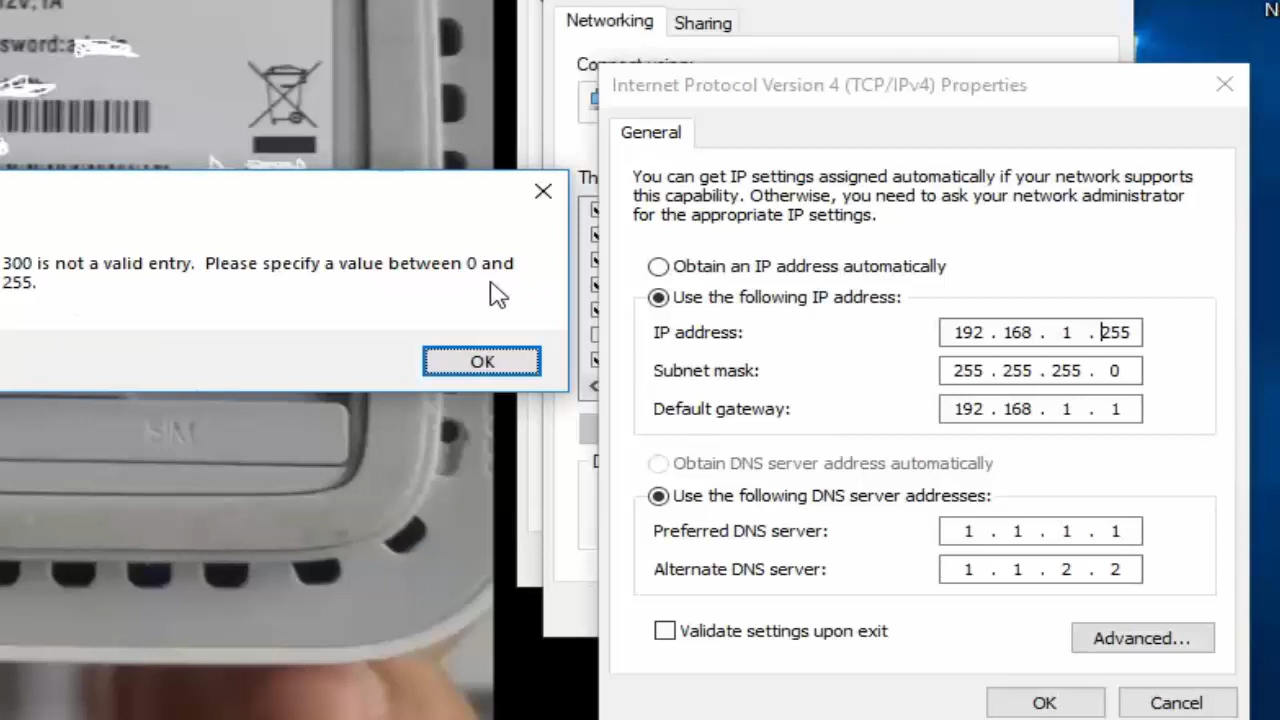 12V,1A
Networking
Sharing
Internet Protocol Version 4 (TCP/IPv4) Properties
General
You can get IP settings assigned automatically if your network supports
this capability. Otherwise, you need to ask your network administrator
for the appropriate IP settings.
300 is not a valid entry. Please specify a value between 0 and
255.
OK
Obtain an IP address automatically
Use the following IP address:
IP address: 192 . 168 . 1 . 255
Subnet mask: 255 . 255 . 255 . 0
Default gateway: 192 . 168 . 1 . 1
Obtain DNS server address automatically
Use the following DNS server addresses:
Preferred DNS server: 1 . 1 . 1 . 1
Alternate DNS server: 1 . 1 . 2 . 2
Validate settings upon exit
Advanced...
OK
Cancel
SIM